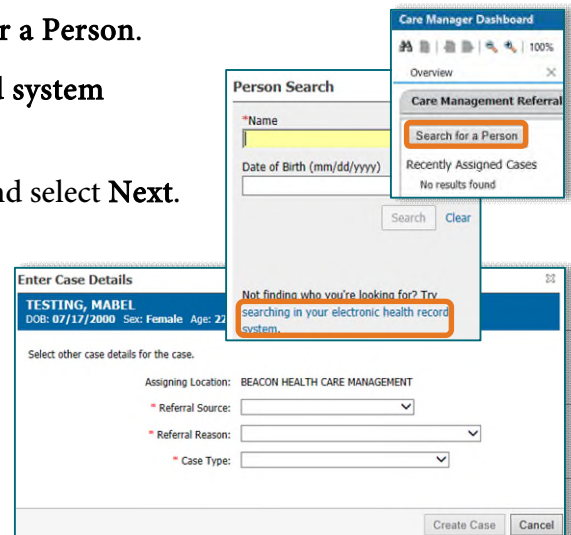 r a Person.
d system
nd select Next.
Care Manager Dashboard
100%
Overview
Care Management Referral
Search for a Person
Recently Assigned Cases
No results found
Person Search
*Name
Date of Birth (mm/dd/yyyy)
Search Clear
Not finding who you're looking for? Try
searching in your electronic health record
system.
Enter Case Details
TESTING, MABEL
DOB: 07/17/2000 Sex: Female Age: 22
Select other case details for the case.
Assigning Location: BEACON HEALTH CARE MANAGEMENT
* Referral Source:
* Referral Reason:
* Case Type:
Create Case Cancel